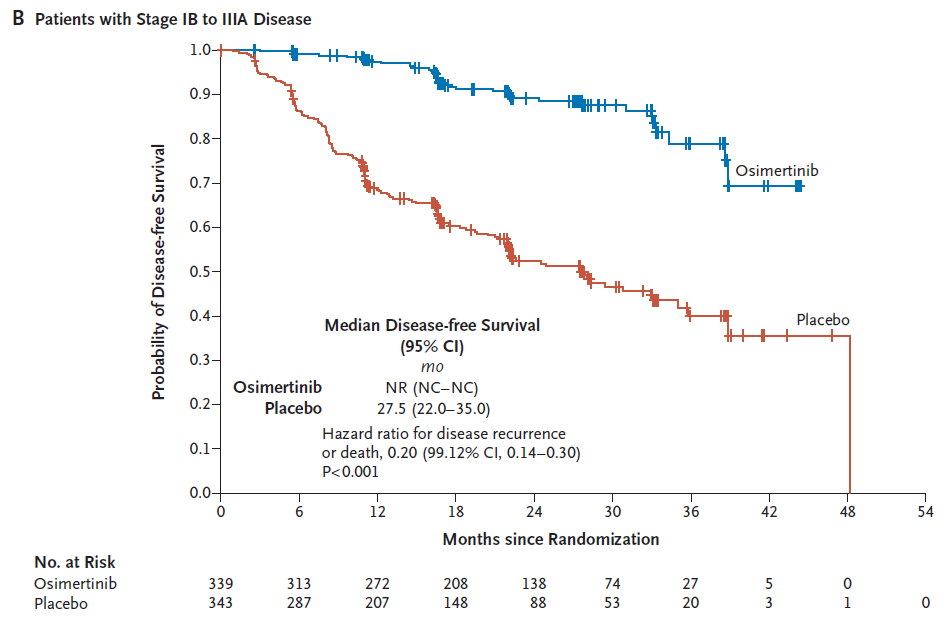 B Patients with Stage IB to IIIA Disease
1.0
0.9
0.8
0.7
0.6
0.5
0.4
0.3
0.2
0.1
0.0
Probability of Disease-free Survival
Osimertinib
Placebo
Median Disease-free Survival
(95% CI)
mo
Osimertinib NR (NC–NC)
Placebo 27.5 (22.0–35.0)
Hazard ratio for disease recurrence
or death, 0.20 (99.12% CI, 0.14–0.30)
P<0.001
0 6 12 18 24 30 36 42 48 54
Months since Randomization
No. at Risk
Osimertinib 339 313 272 208 138 74 27 5 0
Placebo 343 287 207 148 88 53 20 3 1 0